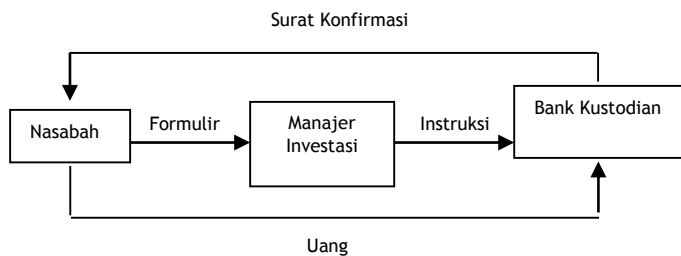 Surat Konfirmasi
Nasabah
Formulir
Manajer
Investasi
Instruksi
Bank Kustodian
Uang